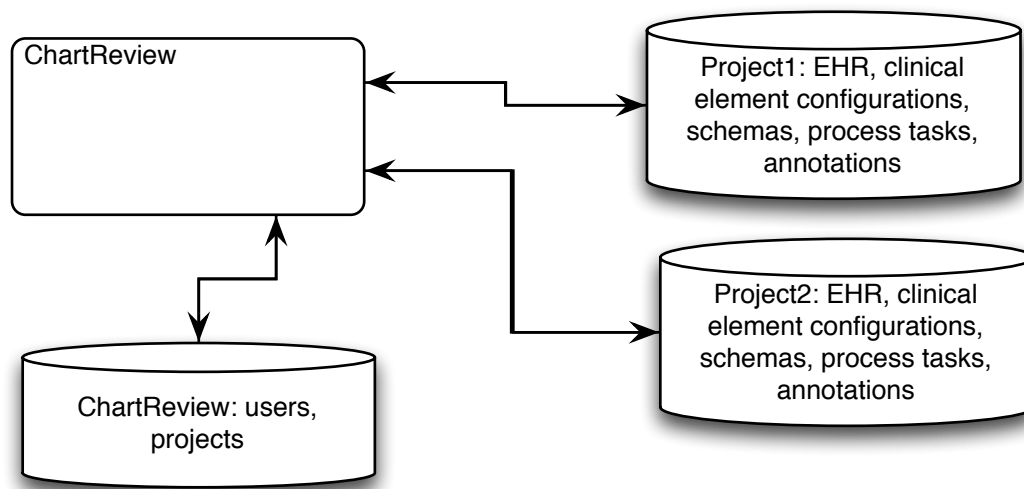 ChartReview
Project1: EHR, clinical
element configurations,
schemas, process tasks,
annotations
Project2: EHR, clinical
element configurations,
schemas, process tasks,
annotations
ChartReview: users,
projects